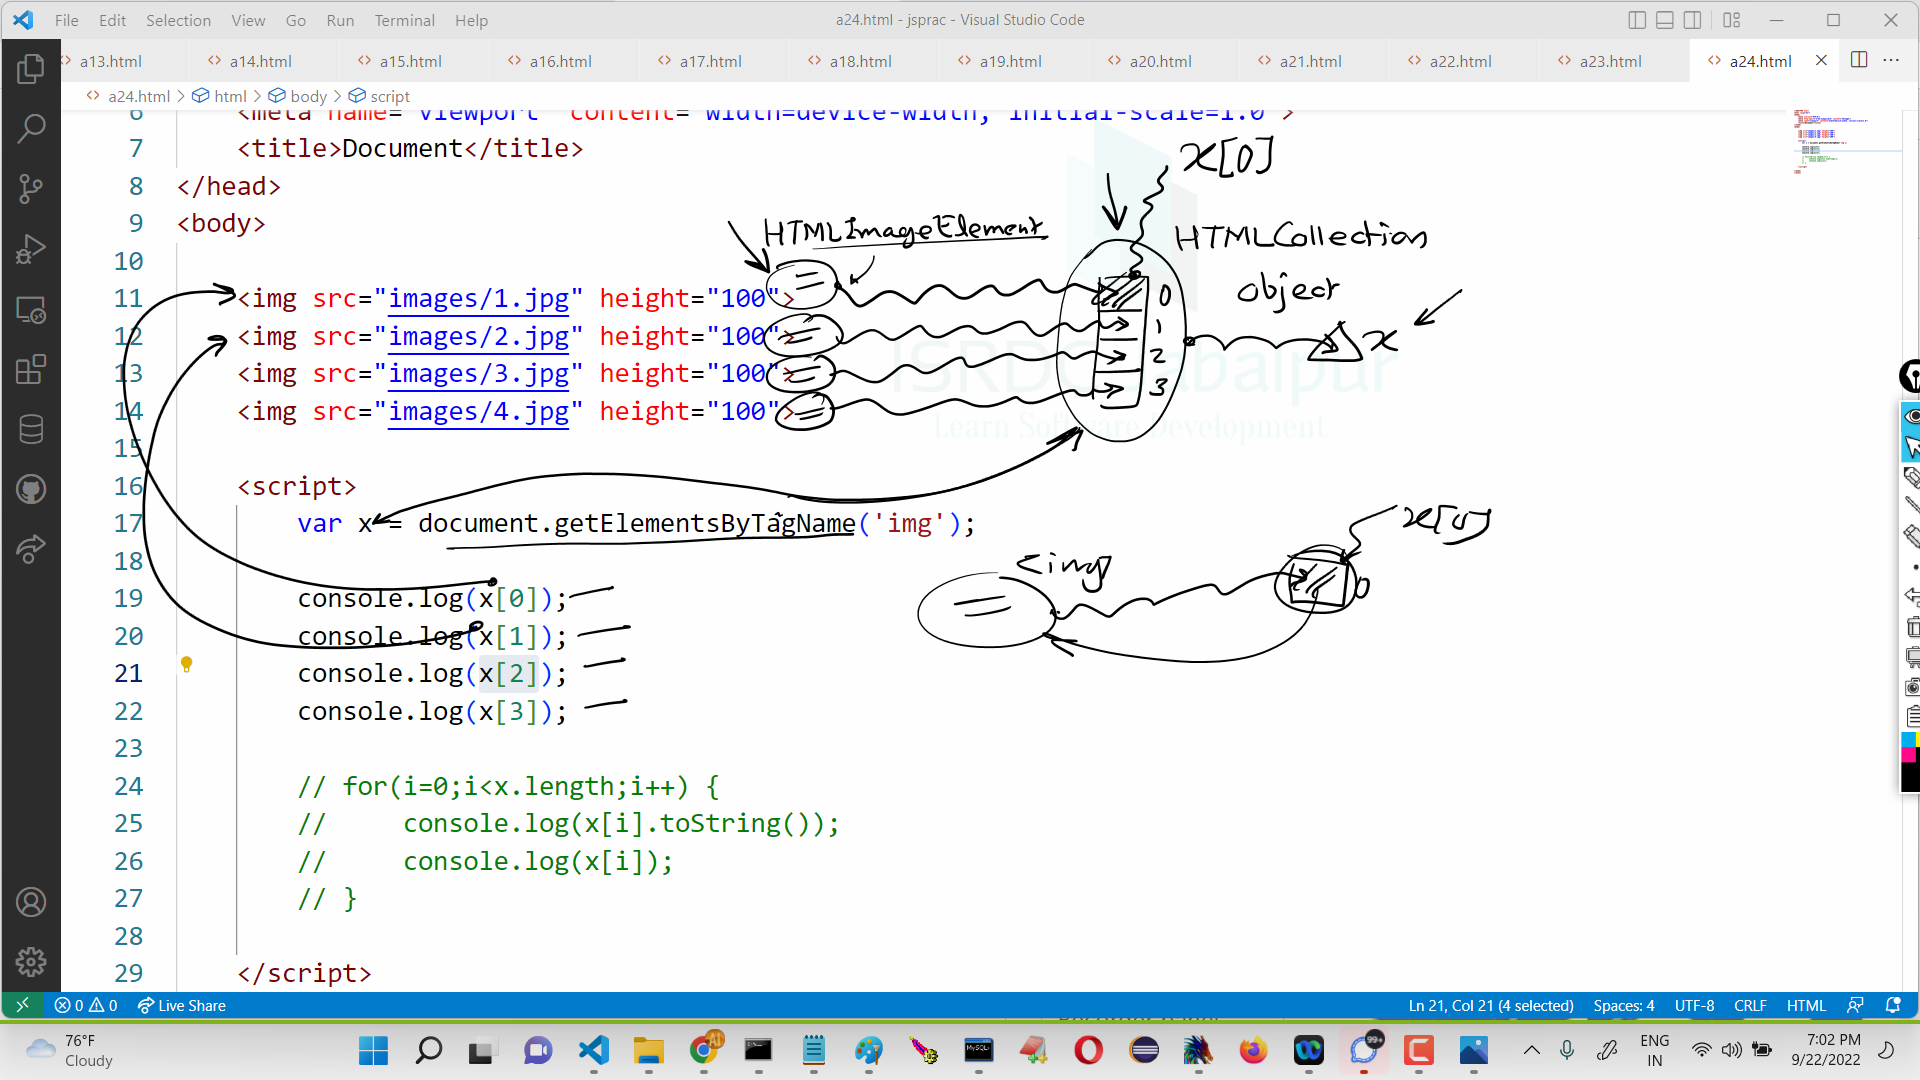 File Edit Selection View Go Run Terminal Help
a24.html - jsprac - Visual Studio Code
a13.html a14.html a15.html a16.html a17.html a18.html a19.html a20.html a21.html a22.html a23.html a24.html
a24.html > html > body > script
6 <meta name="viewport" content="width=device-width, initial-scale=1.0">
7 <title>Document</title>
x[0]
8 </head>
9 <body>
HTMLImageElement
HTMLCollection
object
10
11 <img src="images/1.jpg" height="100">
0
12 <img src="images/2.jpg" height="100">
1
x
13 <img src="images/3.jpg" height="100">
2
14 <img src="images/4.jpg" height="100">
3
ISRDC Jabalpur
Learn Software Development
15
16 <script>
17 var x = document.getElementsByTagName('img');
x[0]
18
<img
0
19 console.log(x[0]);
20 console.log(x[1]);
21 console.log(x[2]);
22 console.log(x[3]);
23
24 // for(i=0;i<x.length;i++) {
25 // console.log(x[i].toString());
26 // console.log(x[i]);
27 // }
28
29 </script>
0 0 Live Share
Ln 21, Col 21 (4 selected) Spaces: 4 UTF-8 CRLF HTML
76°F
Cloudy
MySQL
99+
ENG
IN
7:02 PM
9/22/2022